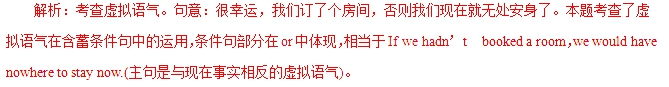 解析：考查虚拟语气。句意：很幸运，我们订了个房间，否则我们现在就无处安身了。本题考查了虚
拟语气在含蓄条件句中的运用，条件句部分在or中体现，相当于If we hadn’t booked a room，we would have
nowhere to stay now.(主句是与现在事实相反的虚拟语气)。